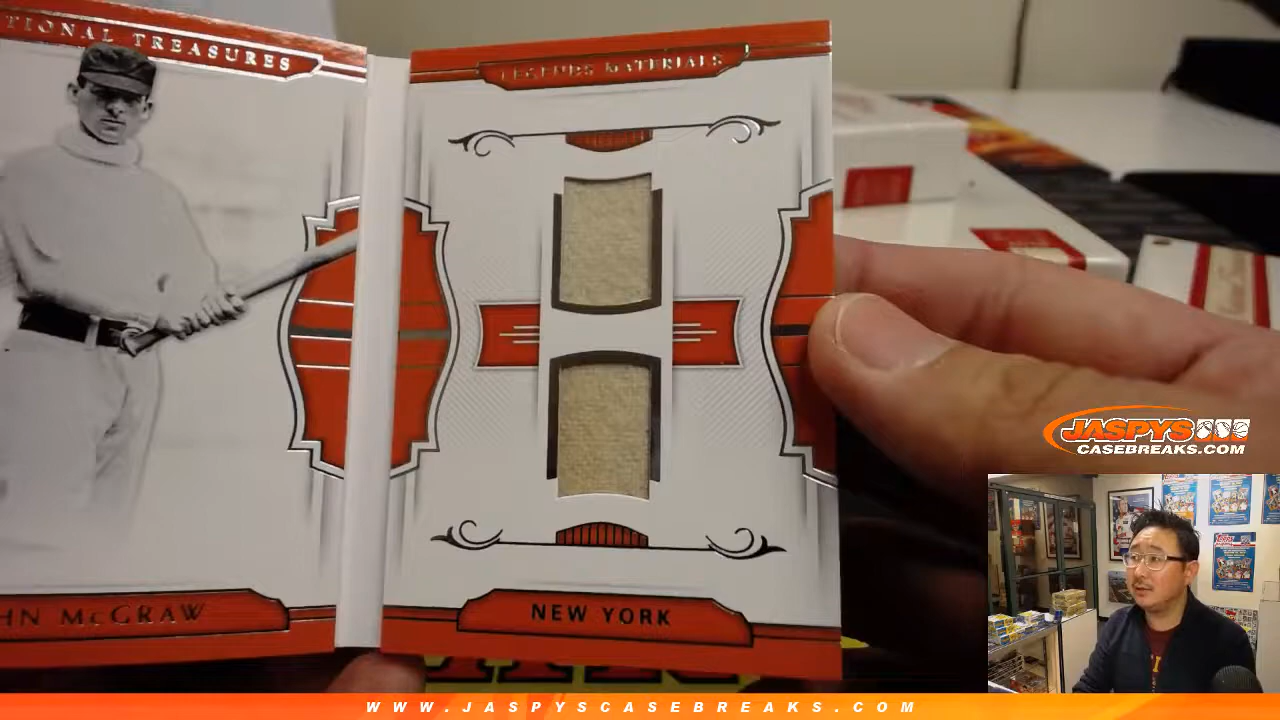 TIONAL TREASURES
LEGENDS MATERIALS
HN McGRAW
NEW YORK
JASPYS
CASEBREAKS.COM
WWW.JASPYSCASEBREAKS.COM